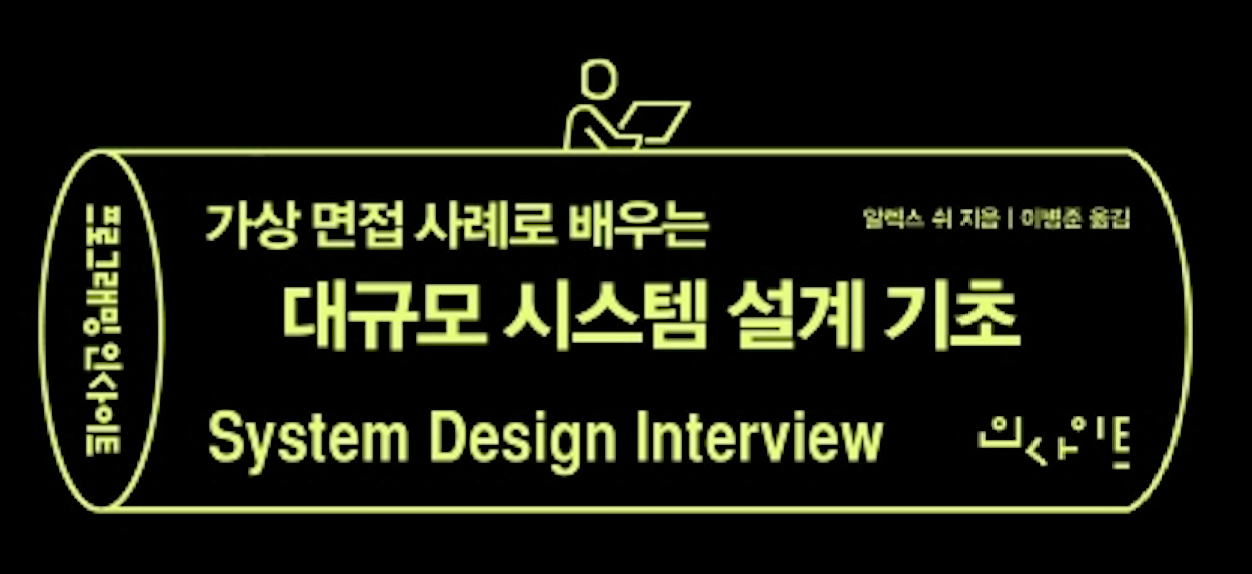 프로그래밍 인사이트
가상 면접 사례로 배우는
알렉스 쉬 지음 | 이병준 옮김
대규모 시스템 설계 기초
System Design Interview
인사이트